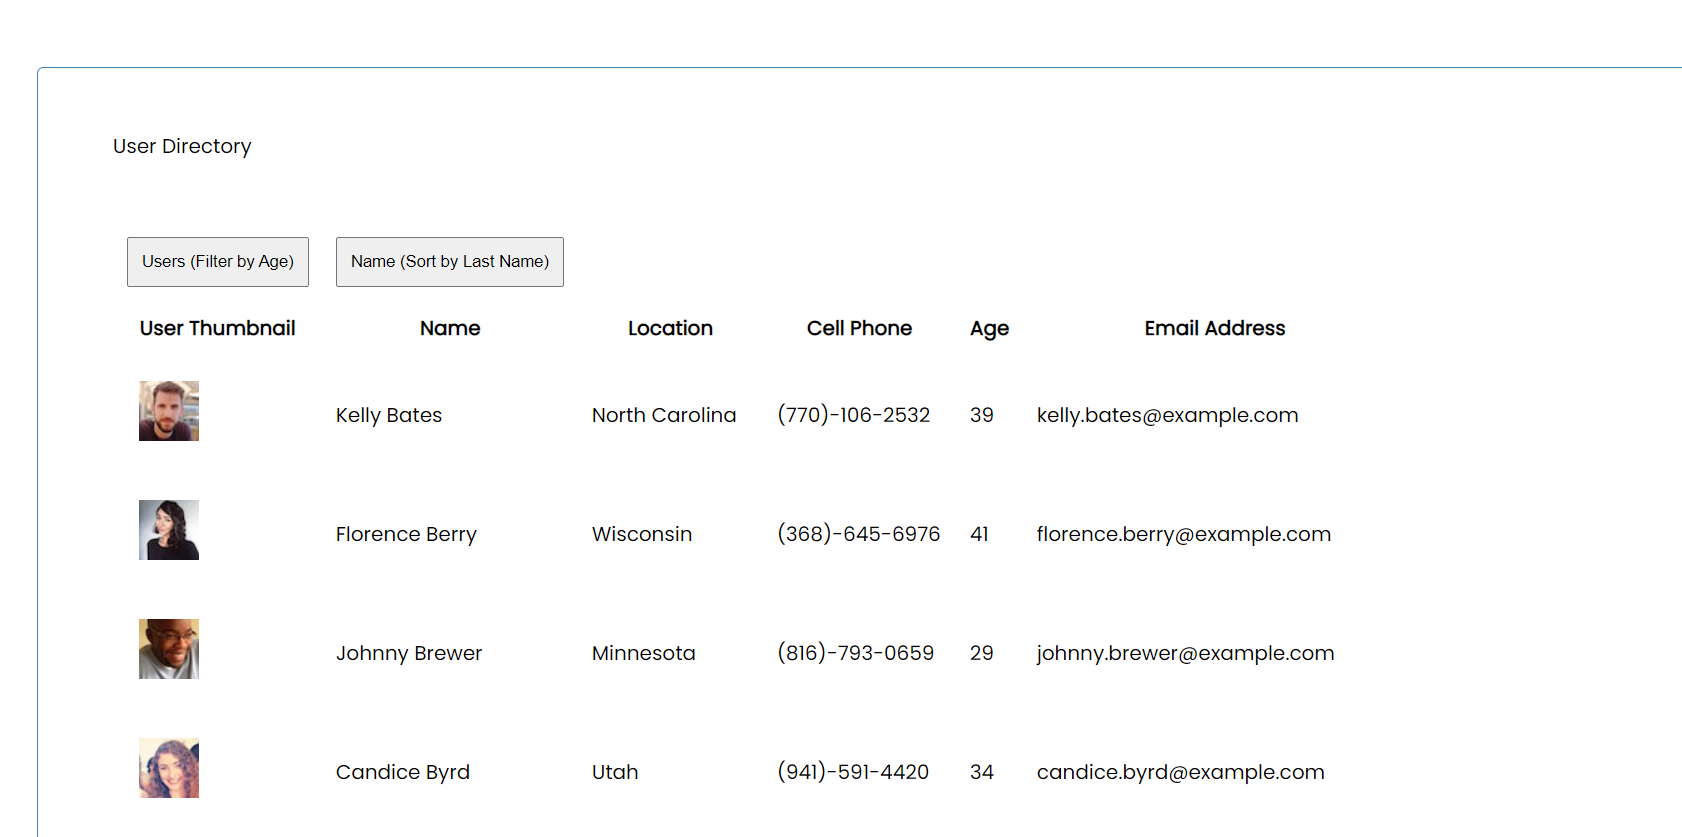 User Directory
Users (Filter by Age) Name (Sort by Last Name)
User Thumbnail Name Location Cell Phone Age Email Address
Kelly Bates North Carolina (770)-106-2532 39 kelly.bates@example.com
Florence Berry Wisconsin (368)-645-6976 41 florence.berry@example.com
Johnny Brewer Minnesota (816)-793-0659 29 johnny.brewer@example.com
Candice Byrd Utah (941)-591-4420 34 candice.byrd@example.com